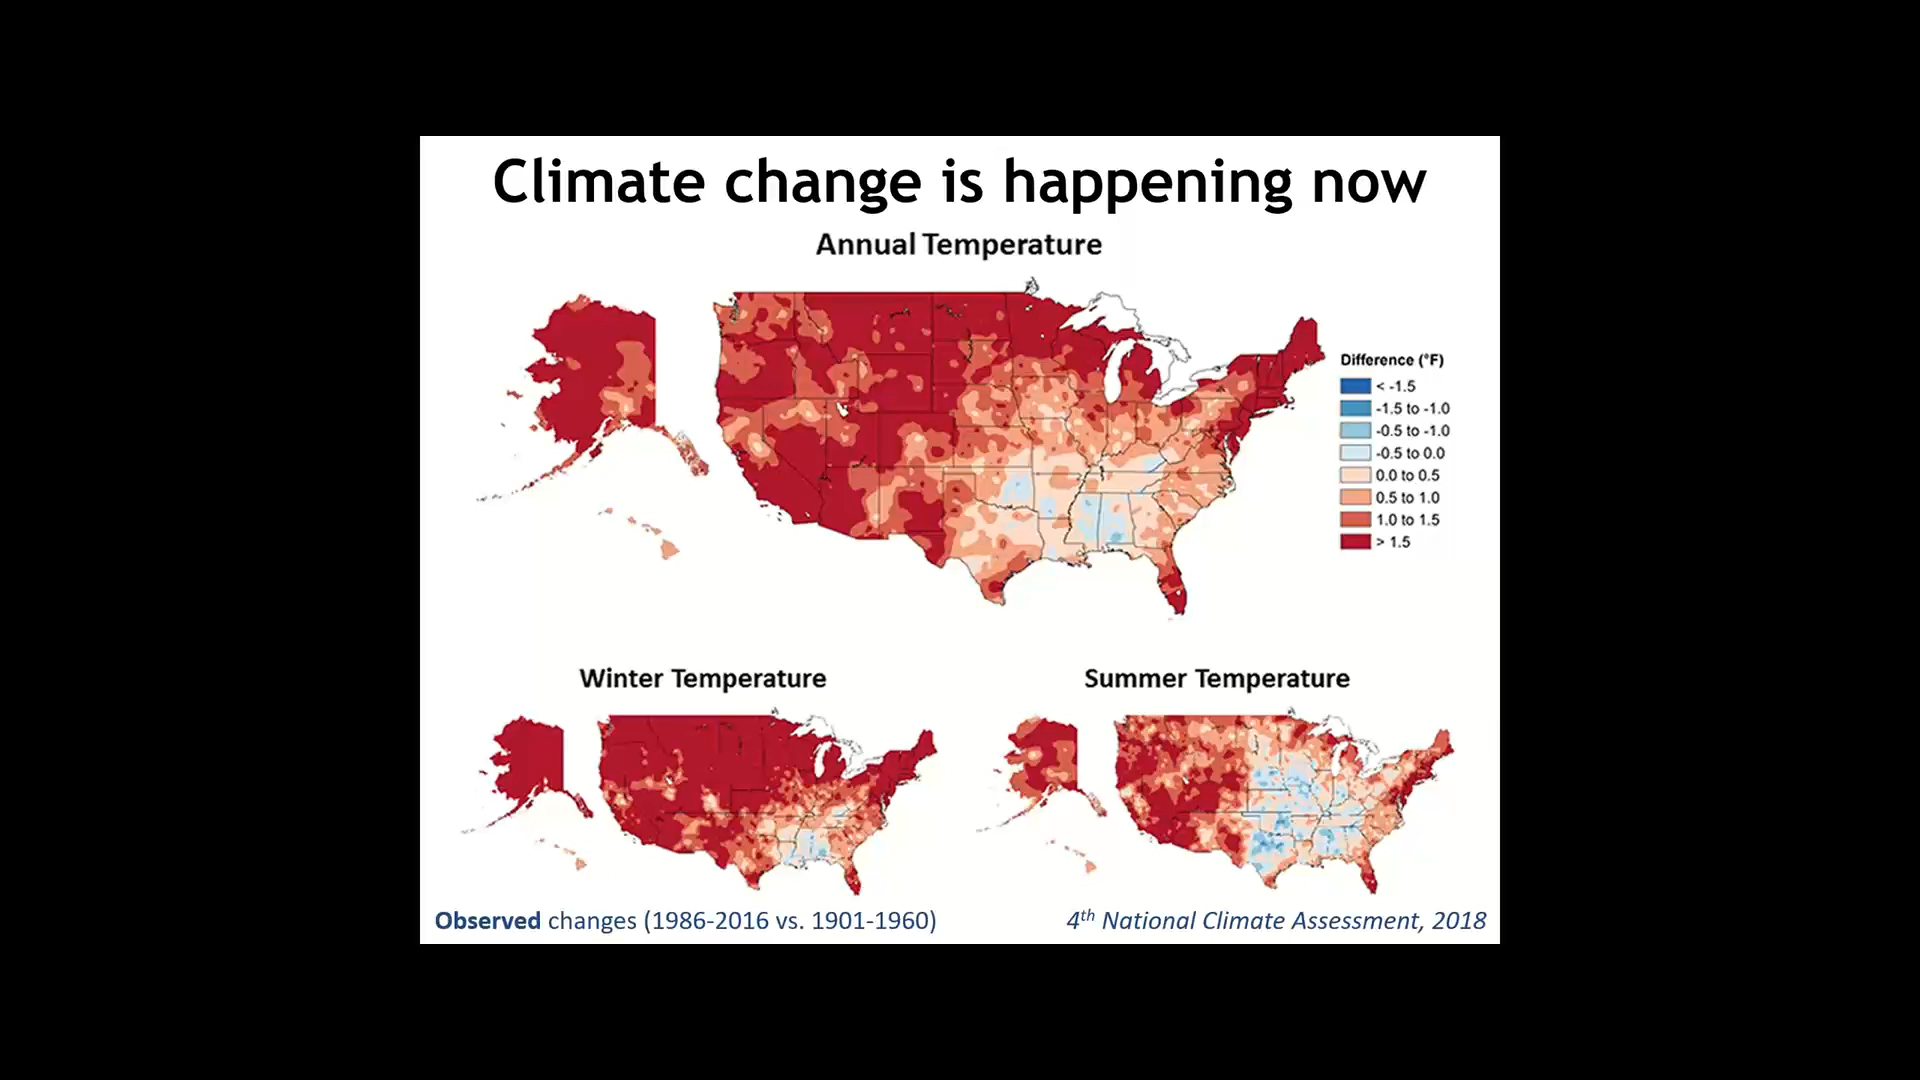 Climate change is happening now
Annual Temperature
Difference (°F)
< -1.5
-1.5 to -1.0
-0.5 to -1.0
-0.5 to 0.0
0.0 to 0.5
0.5 to 1.0
1.0 to 1.5
> 1.5
Winter Temperature
Summer Temperature
Observed changes (1986-2016 vs. 1901-1960)
4th National Climate Assessment, 2018